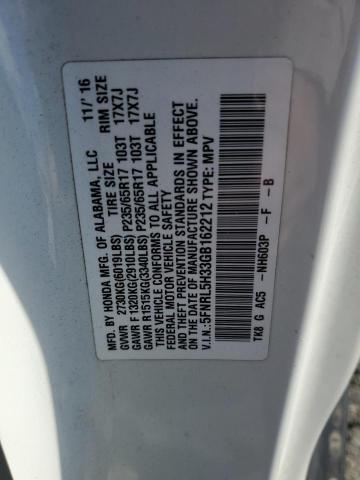 MFD. BY HONDA MFG. OF ALABAMA, LLC 11/'16
TIRE SIZE RIM SIZE
GVWR 2730KG(6019LBS)
GAWR F 1320KG(2910LBS) P235/65R17 103T 17X7J
GAWR R1515KG(3340LBS) P235/65R17 103T 17X7J
THIS VEHICLE CONFORMS TO ALL APPLICABLE
FEDERAL MOTOR VEHICLE SAFETY
AND THEFT PREVENTION STANDARDS IN EFFECT
ON THE DATE OF MANUFACTURE SHOWN ABOVE.
V.I.N.:5FNRL5H33GB162212 TYPE: MPV
TK8 G AC5 -NH603P -F -B